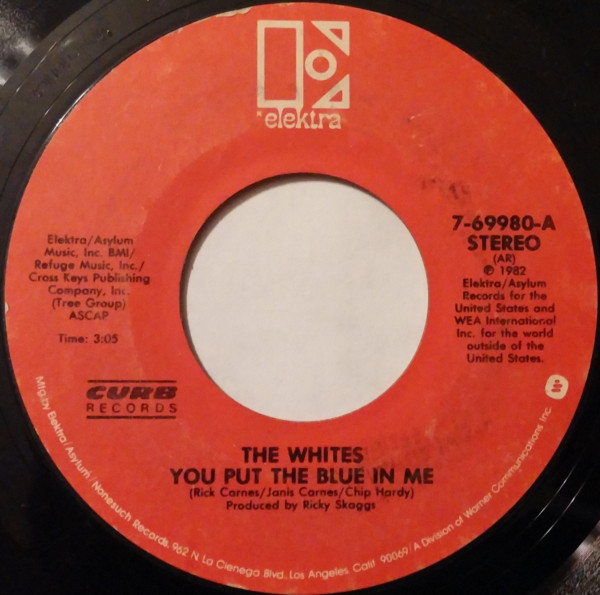 elektra
Elektra/Asylum
Music, Inc. BMI/
Refuge Music, Inc./
Cross Keys Publishing
Company, Inc.
(Tree Group)
ASCAP
Time: 3:05
7-69980-A
STEREO
(AR)
℗ 1982
Elektra/Asylum
Records for the
United States and
WEA International
Inc. for the world
outside of the
United States.
CURB
RECORDS
THE WHITES
YOU PUT THE BLUE IN ME
(Rick Carnes/Janis Carnes/Chip Hardy)
Produced by Ricky Skaggs
Mfg. by Elektra/Asylum/Nonesuch Records, 962 N. La Cienega Blvd., Los Angeles, Calif. 90069/A Division of Warner Communications Inc.